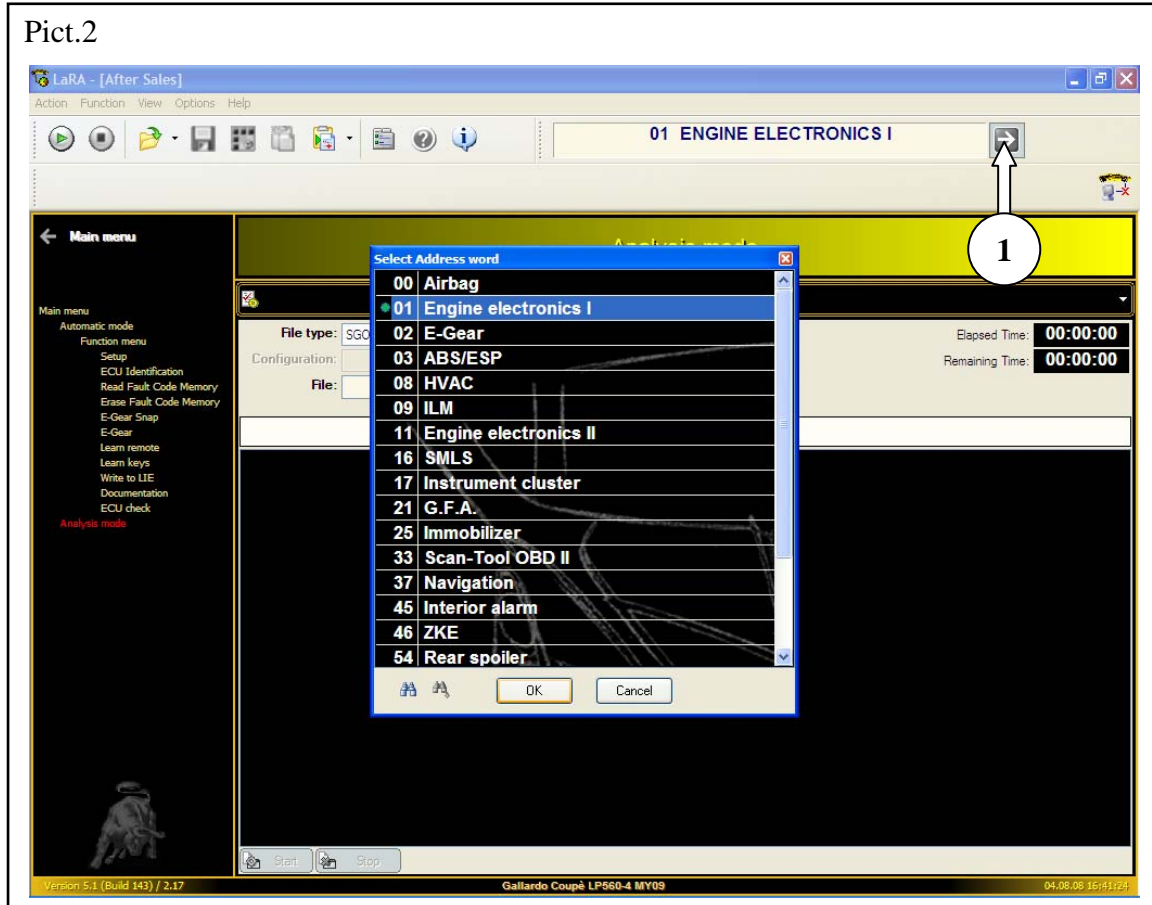 Pict.2
LaRA - [After Sales]
Action Function View Options Help
01 ENGINE ELECTRONICS I
1
Main menu
Analysis mode
Select Address word
00 Airbag
01 Engine electronics I
02 E-Gear
03 ABS/ESP
08 HVAC
09 ILM
11 Engine electronics II
16 SMLS
17 Instrument cluster
21 G.F.A.
25 Immobilizer
33 Scan-Tool OBD II
37 Navigation
45 Interior alarm
46 ZKE
54 Rear spoiler
OK Cancel
Main menu
Automatic mode
Function menu
Setup
ECU Identification
Read Fault Code Memory
Erase Fault Code Memory
E-Gear Snap
E-Gear
Learn remote
Learn keys
Write to LIE
Documentation
ECU check
Analysis mode
File type: SGO
Configuration:
File:
Elapsed Time: 00:00:00
Remaining Time: 00:00:00
Start Stop
Version 5.1 (Build 143) / 2.17 Gallardo Coupè LP560-4 MY09 04.08.08 16:41:24